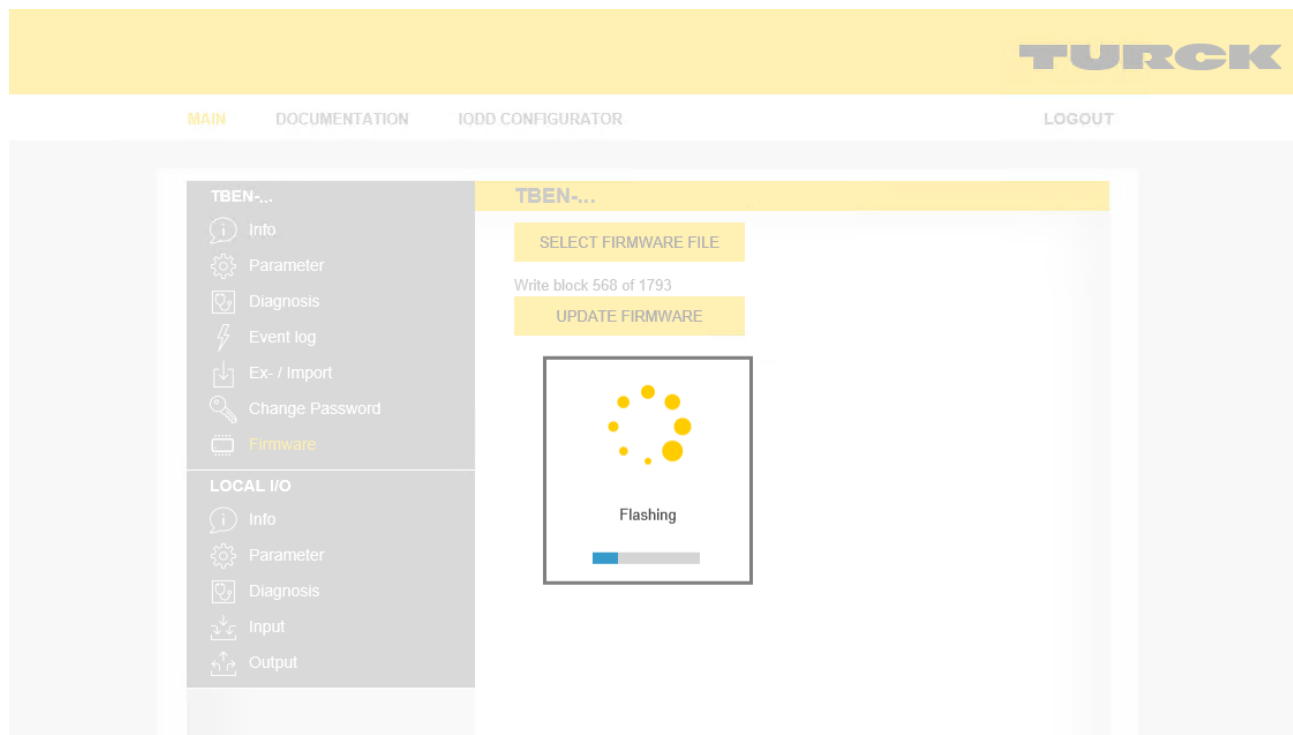 TURCK
MAIN DOCUMENTATION IODD CONFIGURATOR LOGOUT
TBEN-...
Info
Parameter
Diagnosis
Event log
Ex- / Import
Change Password
Firmware
LOCAL I/O
Info
Parameter
Diagnosis
Input
Output
TBEN-...
SELECT FIRMWARE FILE
Write block 568 of 1793
UPDATE FIRMWARE
Flashing